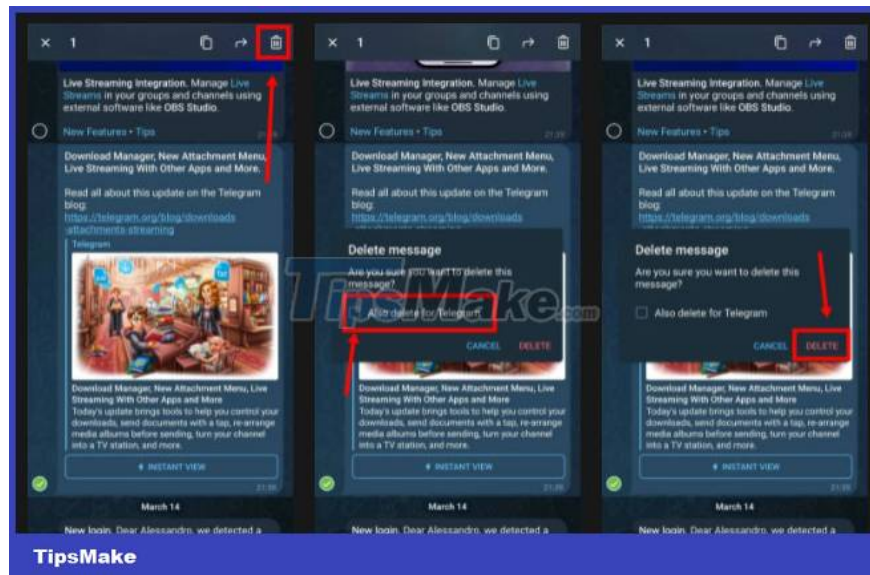 1
Live Streaming Integration. Manage Live
Streams in your groups and channels using
external software like OBS Studio.
New Features • Tips
21:39
Download Manager, New Attachment Menu,
Live Streaming With Other Apps and More.
Read all about this update on the Telegram
blog:
https://telegram.org/blog/downloads
-attachments-streaming
Telegram
Download Manager, New Attachment Menu, Live
Streaming With Other Apps and More
Today's update brings tools to help you control your
downloads, send documents with a tap, re-arrange
media albums before sending, turn your channel
into a TV station, and more.
INSTANT VIEW
21:39
March 14
New login. Dear Alessandro, we detected a
1
Live Streaming Integration. Manage Live
Streams in your groups and channels using
external software like OBS Studio.
New Features • Tips
21:39
Download Manager, New Attachment Menu,
Live Streaming With Other Apps and More.
Read all about this update on the Telegram
blog:
https://telegram.org/blog/downloads
-attachments-streaming
Delete message
Are you sure you want to delete this
message?
Also delete for Telegram
CANCEL DELETE
Download Manager, New Attachment Menu, Live
Streaming With Other Apps and More
Today's update brings tools to help you control your
downloads, send documents with a tap, re-arrange
media albums before sending, turn your channel
into a TV station, and more.
INSTANT VIEW
21:39
March 14
New login. Dear Alessandro, we detected a
1
Live Streaming Integration. Manage Live
Streams in your groups and channels using
external software like OBS Studio.
New Features • Tips
21:39
Download Manager, New Attachment Menu,
Live Streaming With Other Apps and More.
Read all about this update on the Telegram
blog:
https://telegram.org/blog/downloads
-attachments-streaming
Delete message
Are you sure you want to delete this
message?
Also delete for Telegram
CANCEL DELETE
Download Manager, New Attachment Menu, Live
Streaming With Other Apps and More
Today's update brings tools to help you control your
downloads, send documents with a tap, re-arrange
media albums before sending, turn your channel
into a TV station, and more.
INSTANT VIEW
21:39
March 14
New login. Dear Alessandro, we detected a
TipsMake.com
TipsMake